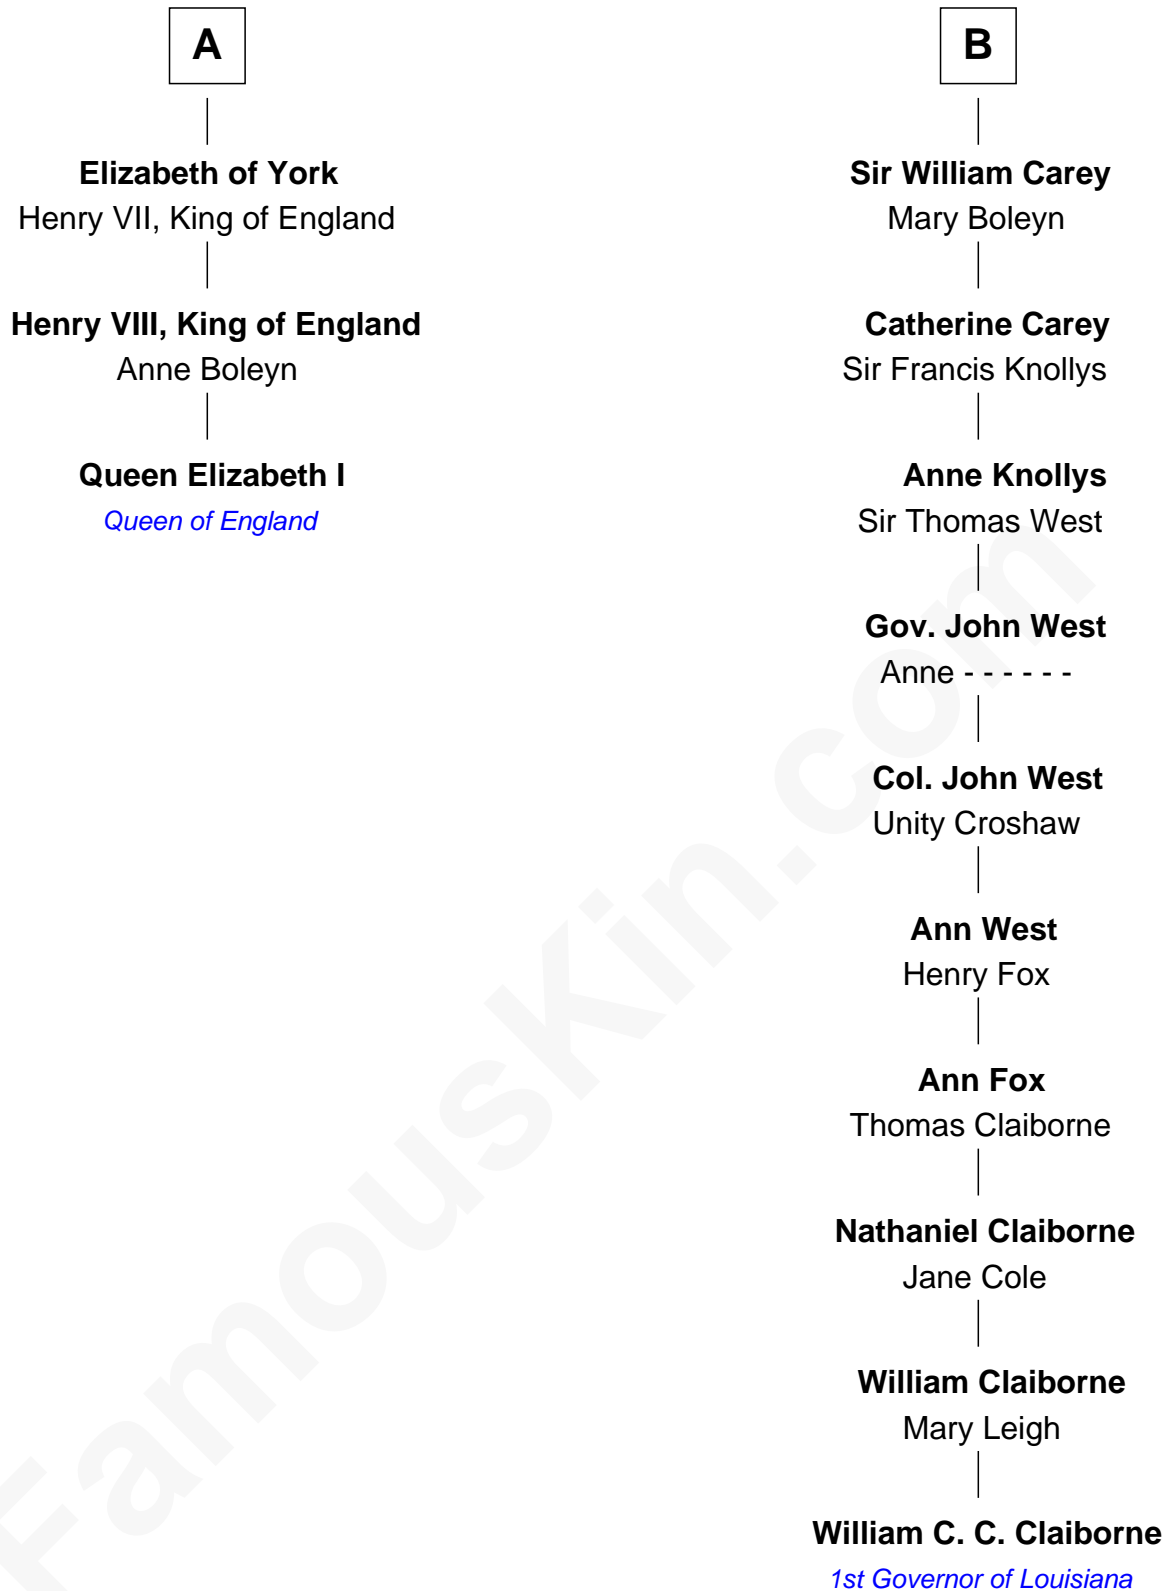 A
Elizabeth of York
Henry VII, King of England
Henry VIII, King of England
Anne Boleyn
Queen Elizabeth I
Queen of England
B
Sir William Carey
Mary Boleyn
Catherine Carey
Sir Francis Knollys
Anne Knollys
Sir Thomas West
Gov. John West
Anne - - - - - -
Col. John West
Unity Croshaw
Ann West
Henry Fox
Ann Fox
Thomas Claiborne
Nathaniel Claiborne
Jane Cole
William Claiborne
Mary Leigh
William C. C. Claiborne
1st Governor of Louisiana
FamousKin.com